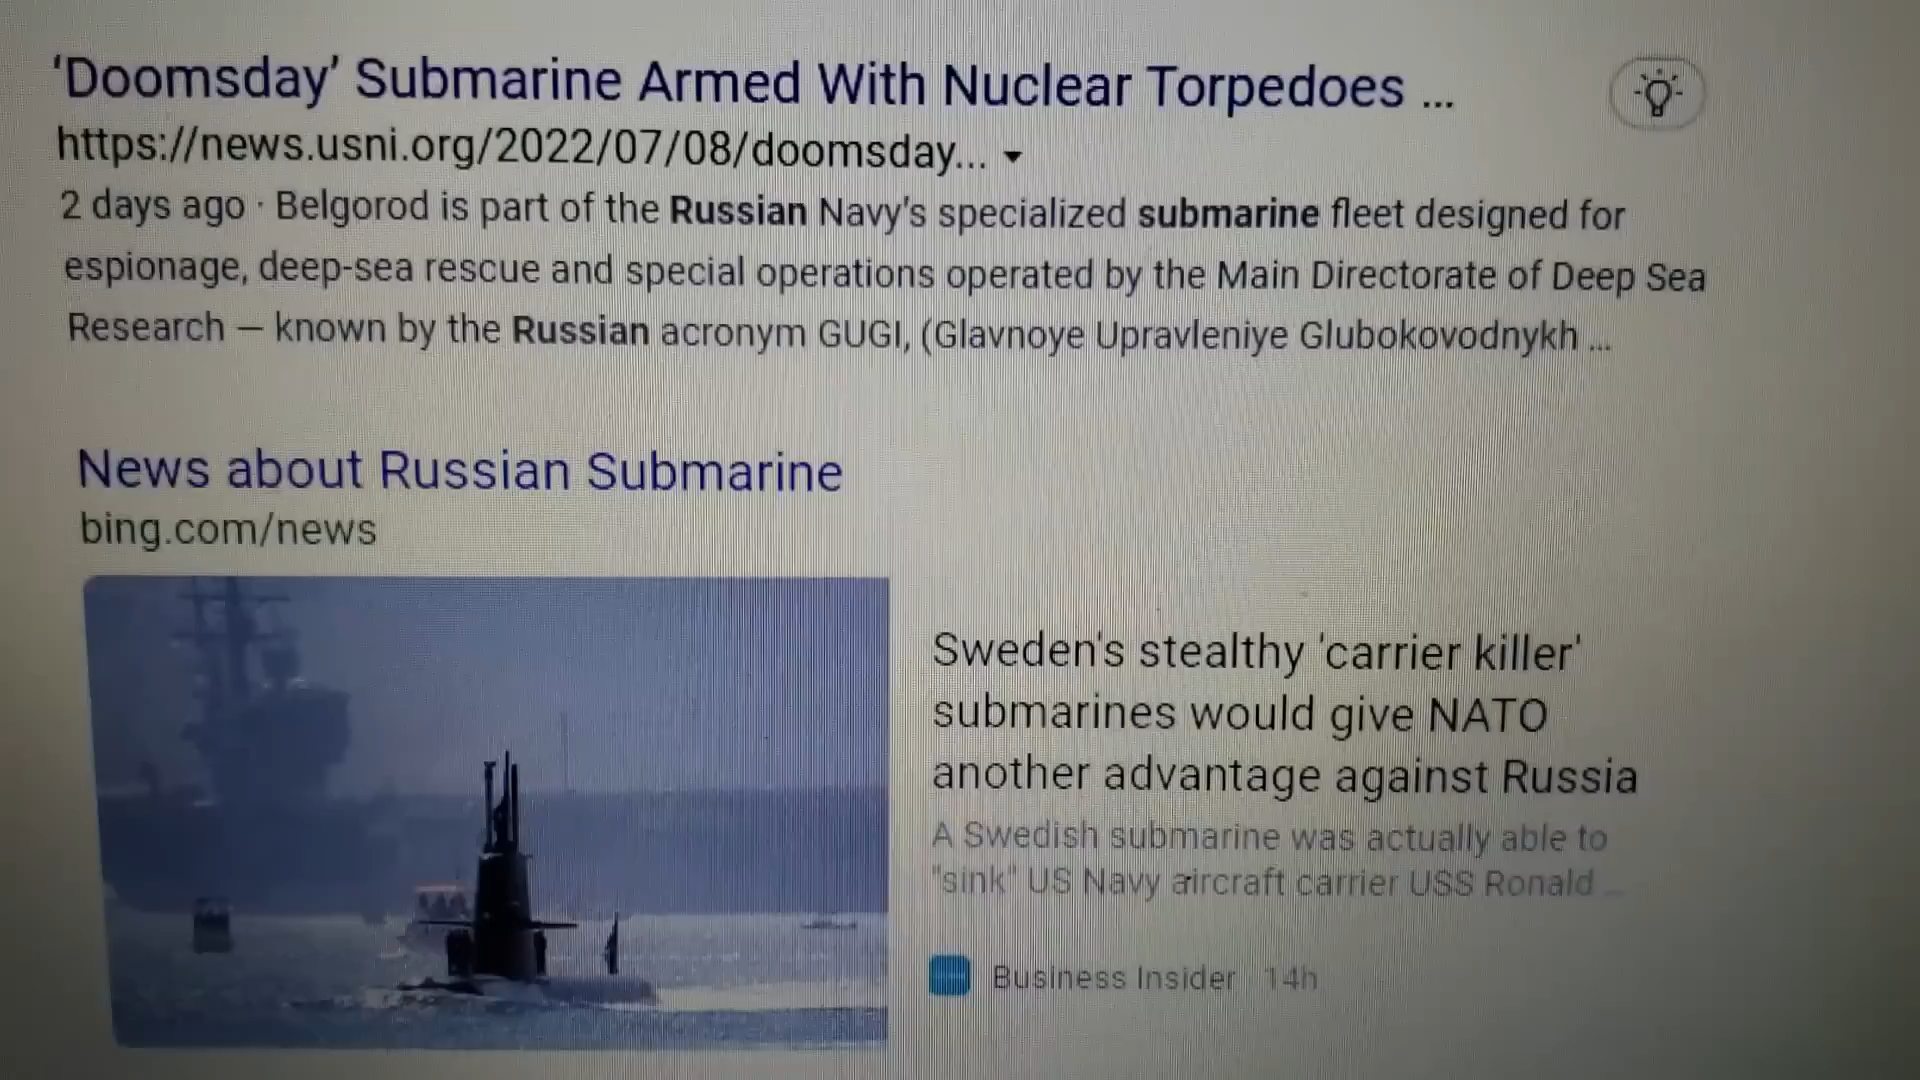 'Doomsday' Submarine Armed With Nuclear Torpedoes ...
https://news.usni.org/2022/07/08/doomsday...
2 days ago · Belgorod is part of the Russian Navy's specialized submarine fleet designed for
espionage, deep-sea rescue and special operations operated by the Main Directorate of Deep Sea
Research — known by the Russian acronym GUGI, (Glavnoye Upravleniye Glubokovodnykh ...
News about Russian Submarine
bing.com/news
Sweden's stealthy 'carrier killer'
submarines would give NATO
another advantage against Russia
A Swedish submarine was actually able to
"sink" US Navy aircraft carrier USS Ronald ...
Business Insider 14h